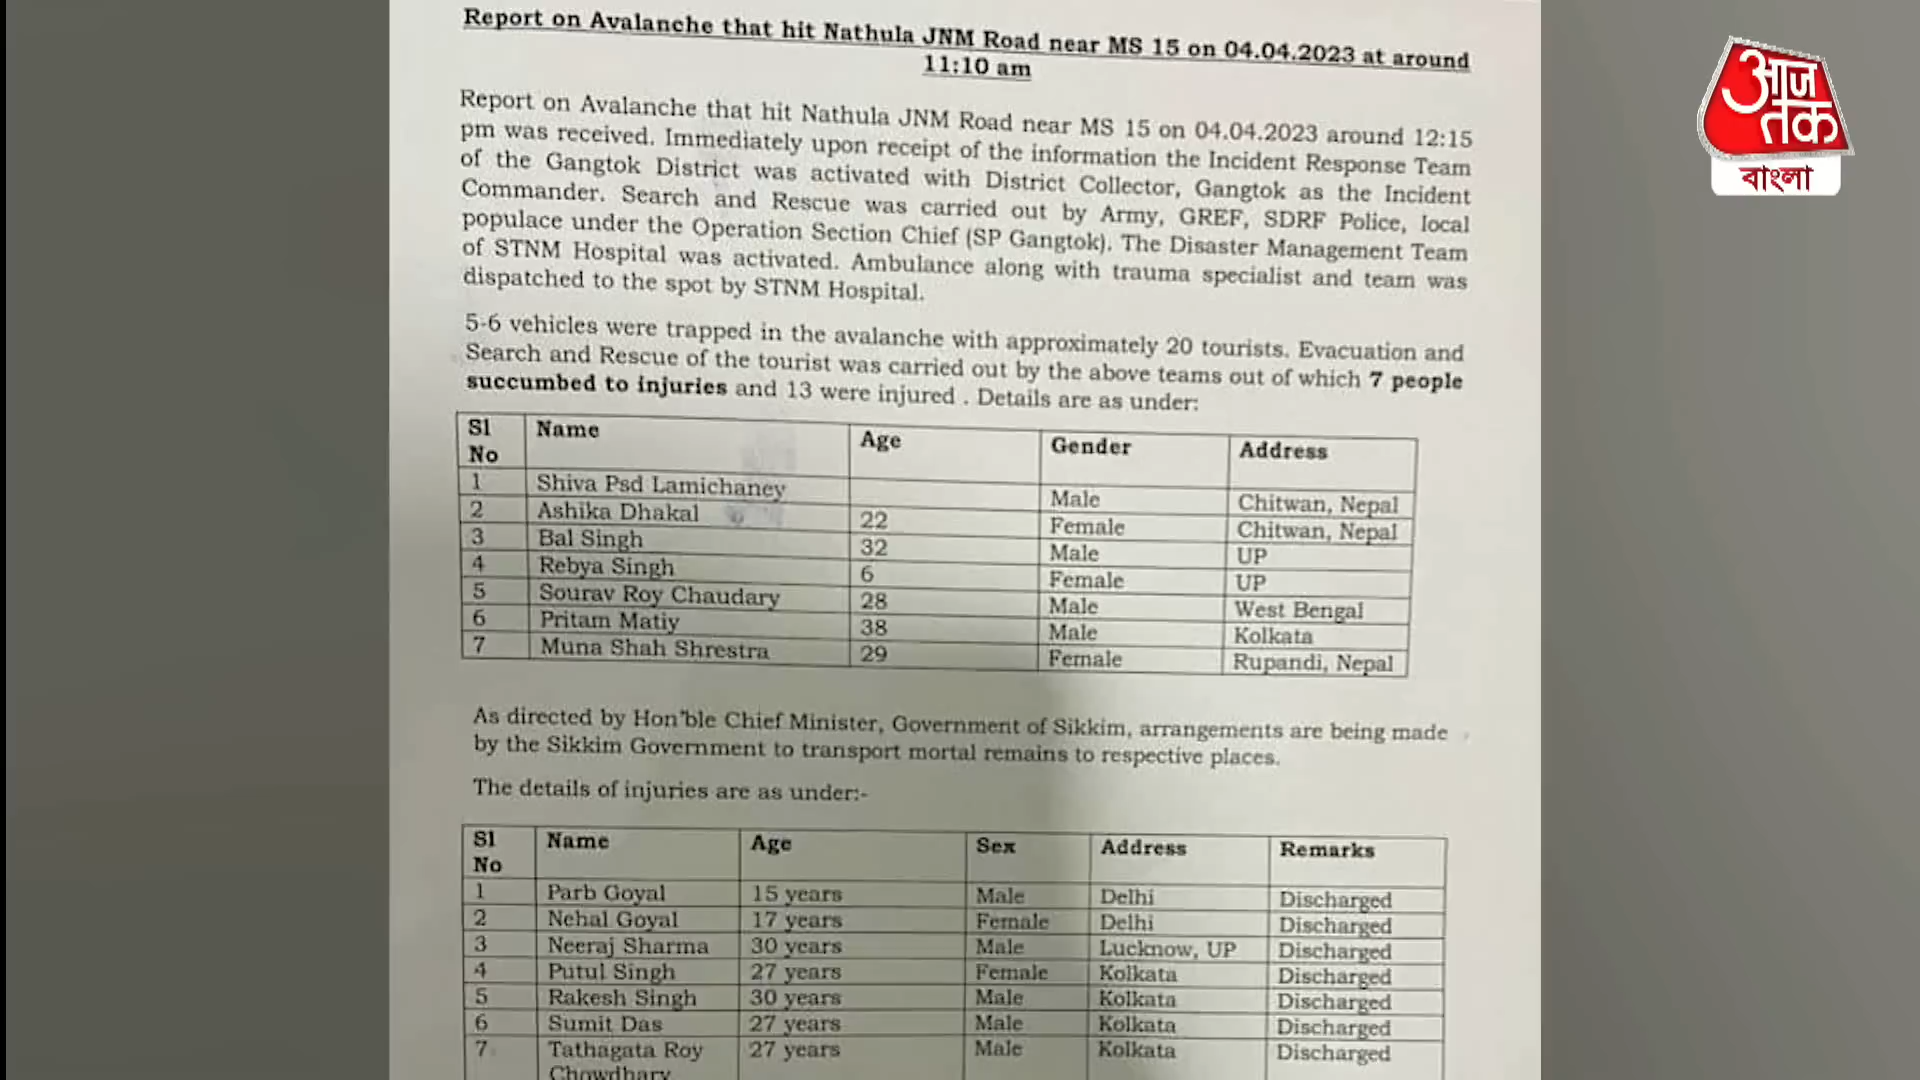 Report on Avalanche that hit Nathula JNM Road near MS 15 on 04.04.2023 at around
11:10 am
Report on Avalanche that hit Nathula JNM Road near MS 15 on 04.04.2023 around 12:15
pm was received. Immediately upon receipt of the information the Incident Response Team
of the Gangtok District was activated with District Collector, Gangtok as the Incident
Commander. Search and Rescue was carried out by Army, GREF, SDRF Police, local
populace under the Operation Section Chief (SP Gangtok). The Disaster Management Team
of STNM Hospital was activated. Ambulance along with trauma specialist and team was
dispatched to the spot by STNM Hospital.
5-6 vehicles were trapped in the avalanche with approximately 20 tourists. Evacuation and
Search and Rescue of the tourist was carried out by the above teams out of which 7 people
succumbed to injuries and 13 were injured . Details are as under:
Sl No Name Age Gender Address
1 Shiva Psd Lamichaney Male Chitwan, Nepal
2 Ashika Dhakal 22 Female Chitwan, Nepal
3 Bal Singh 32 Male UP
4 Rebya Singh 6 Female UP
5 Sourav Roy Chaudary 28 Male West Bengal
6 Pritam Matiy 38 Male Kolkata
7 Muna Shah Shrestra 29 Female Rupandi, Nepal
As directed by Hon'ble Chief Minister, Government of Sikkim, arrangements are being made
by the Sikkim Government to transport mortal remains to respective places.
The details of injuries are as under:-
Sl No Name Age Sex Address Remarks
1 Parb Goyal 15 years Male Delhi Discharged
2 Nehal Goyal 17 years Female Delhi Discharged
3 Neeraj Sharma 30 years Male Lucknow, UP Discharged
4 Putul Singh 27 years Female Kolkata Discharged
5 Rakesh Singh 30 years Male Kolkata Discharged
6 Sumit Das 27 years Male Kolkata Discharged
7 Tathagata Roy 27 years Male Kolkata Discharged
Chowdhary
आज
तक
বাংলা